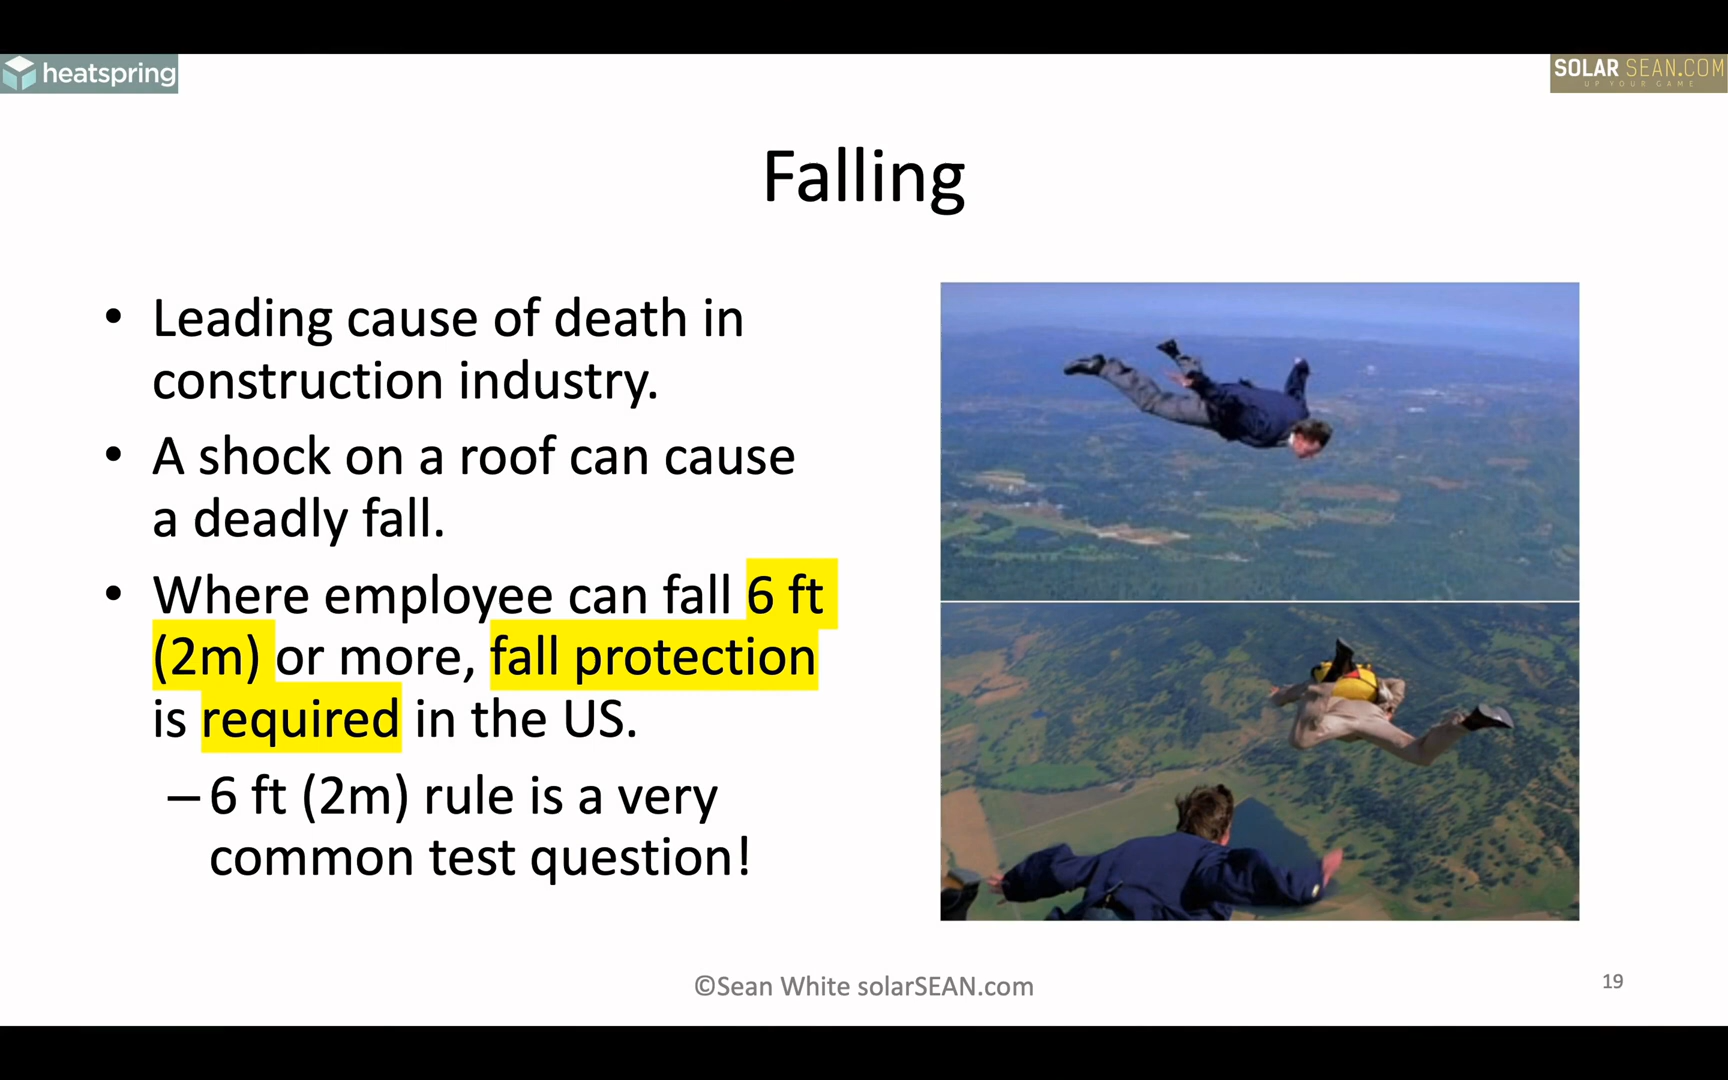 heatspring
SOLAR SEAN.COM
UP YOUR GAME
Falling
• Leading cause of death in
construction industry.
• A shock on a roof can cause
a deadly fall.
• Where employee can fall 6 ft
(2m) or more, fall protection
is required in the US.
– 6 ft (2m) rule is a very
common test question!
©Sean White solarSEAN.com
19